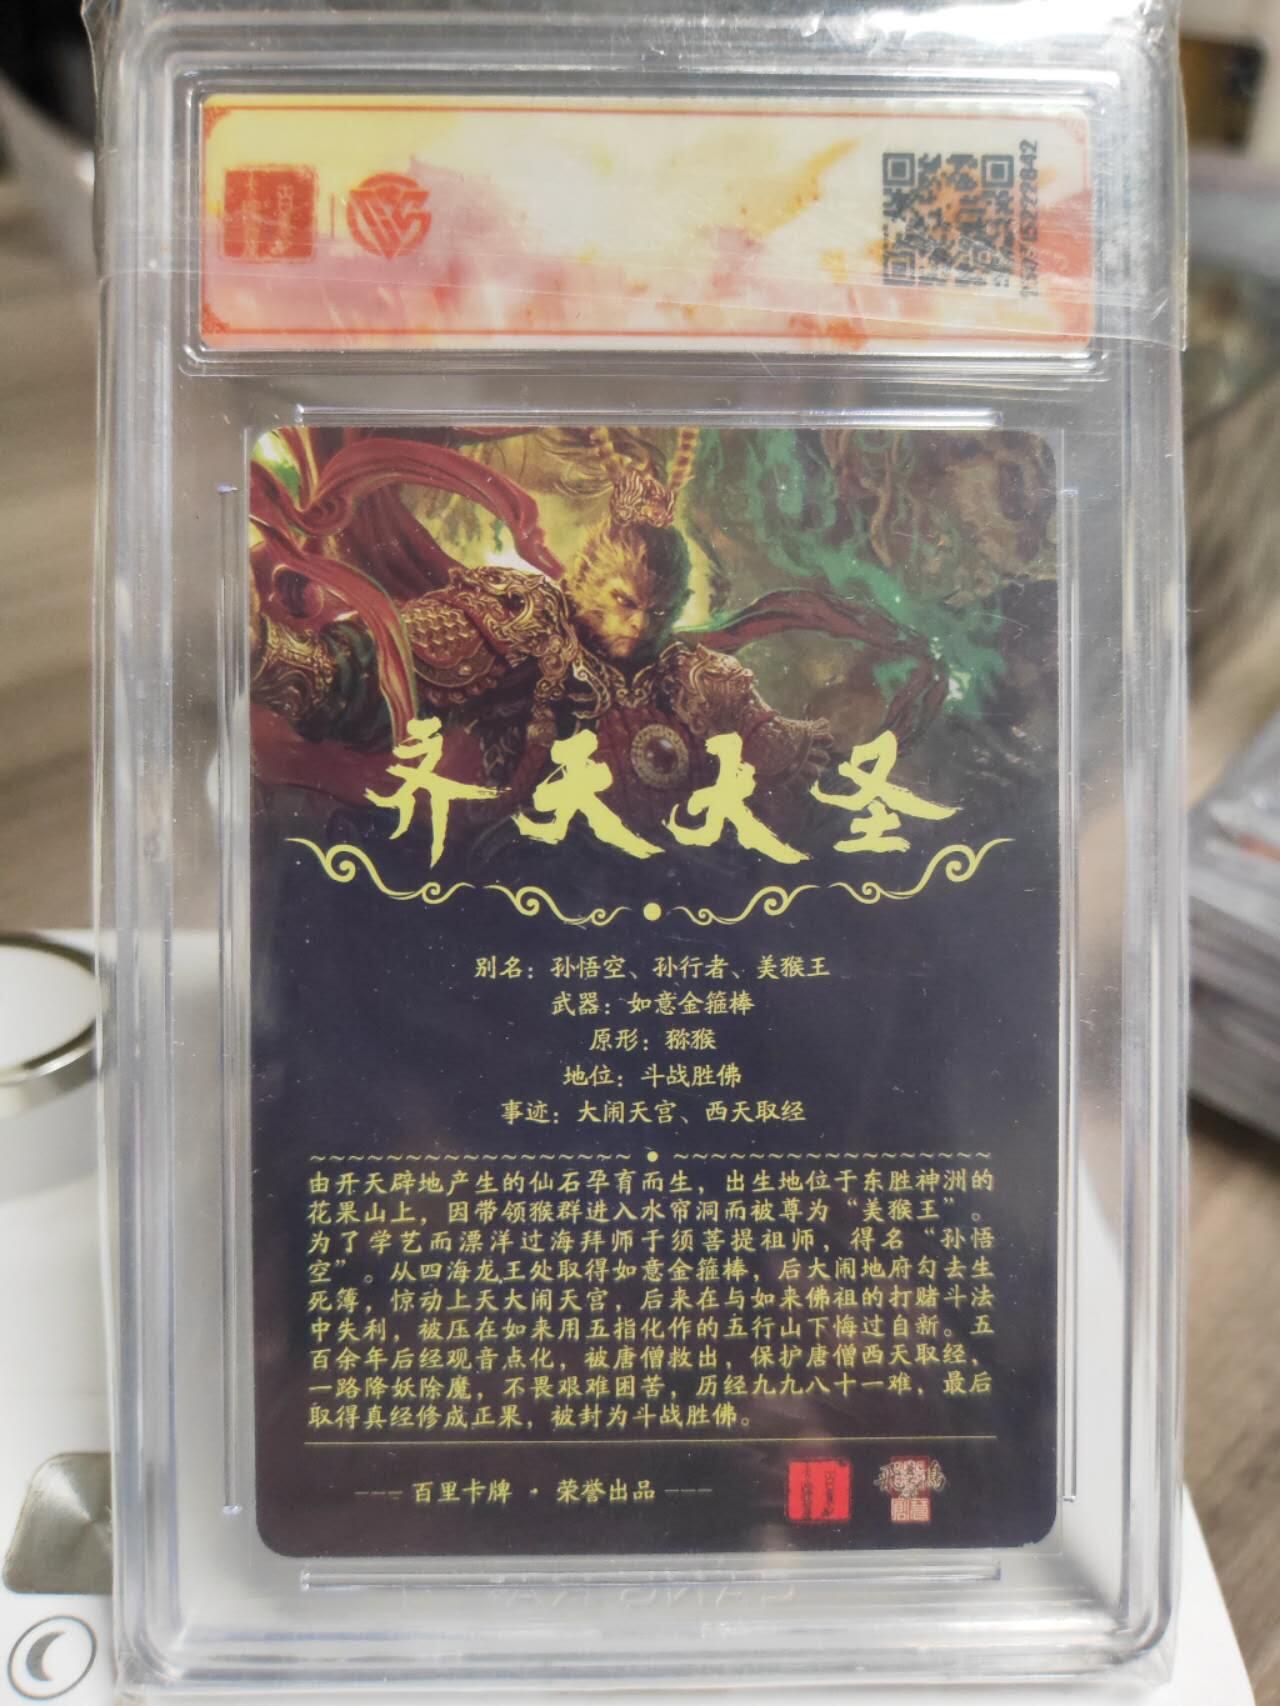 齐天大圣
别名：孙悟空、孙行者、美猴王
武器：如意金箍棒
原形：猕猴
地位：斗战胜佛
事迹：大闹天宫、西天取经
由开天辟地产生的仙石孕育而生，出生地位于东胜神洲的
花果山上，因带领猴群进入水帘洞而被尊为“美猴王”。
为了学艺而漂洋过海拜师于须菩提祖师，得名“孙悟
空”。从四海龙王处取得如意金箍棒，后大闹地府勾去生
死簿，惊动上天大闹天宫，后来在与如来佛祖的打赌斗法
中失利，被压在如来用五指化作的五行山下悔过自新。五
百余年后经观音点化，被唐僧救出，保护唐僧西天取经，
一路降妖除魔，不畏艰难困苦，历经九九八十一难，最后
取得真经修成正果，被封为斗战胜佛。
--- 百里卡牌 · 荣誉出品 ---